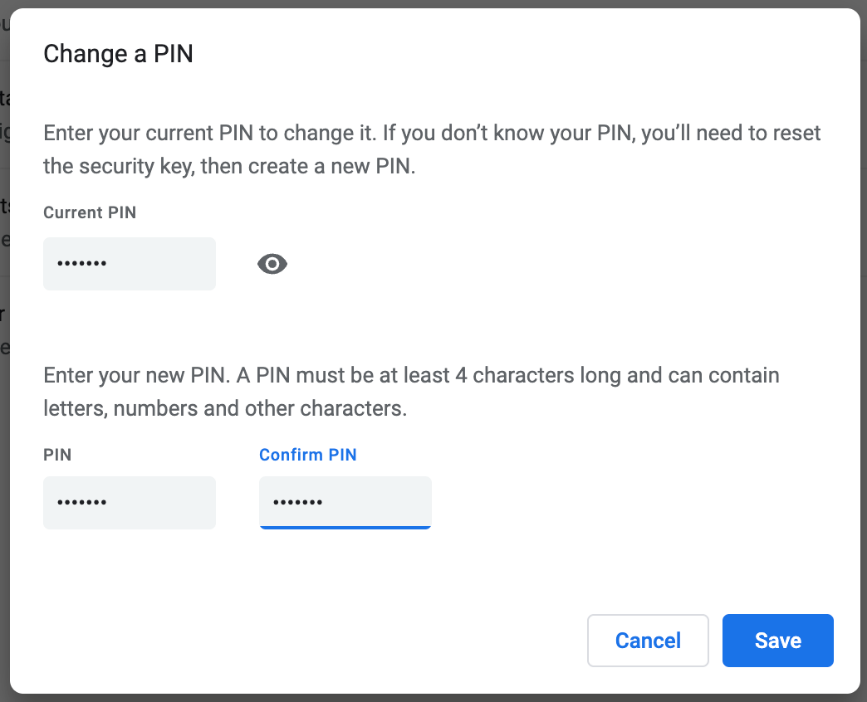 Change a PIN
Enter your current PIN to change it. If you don’t know your PIN, you’ll need to reset
the security key, then create a new PIN.
Current PIN
•••••••
Enter your new PIN. A PIN must be at least 4 characters long and can contain
letters, numbers and other characters.
PIN Confirm PIN
••••••• •••••••
Cancel Save